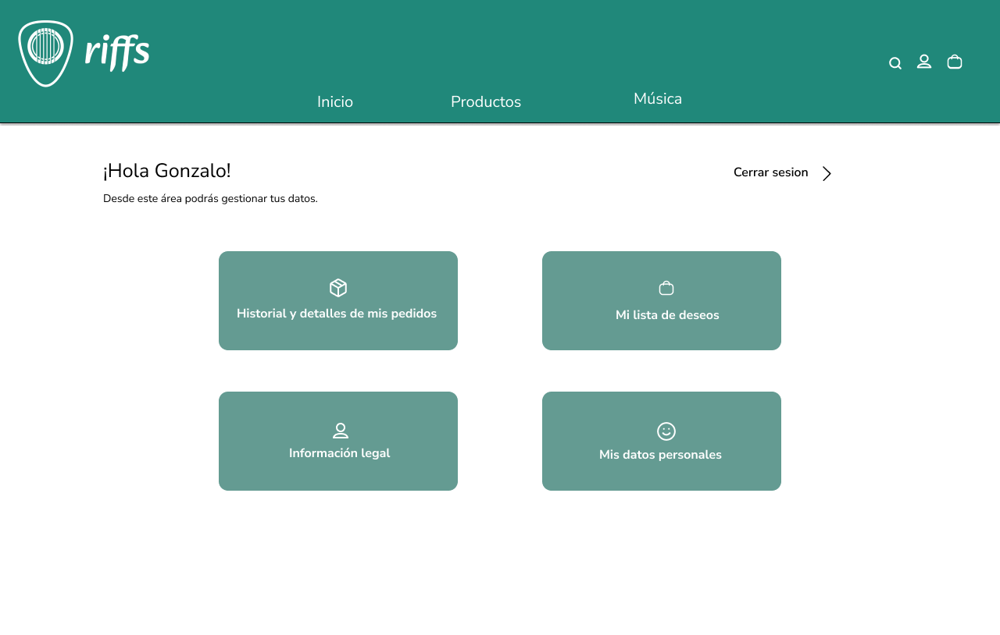 riffs
Inicio
Productos
Música
¡Hola Gonzalo!
Cerrar sesion
Desde este área podrás gestionar tus datos.
Historial y detalles de mis pedidos
Mi lista de deseos
Información legal
Mis datos personales